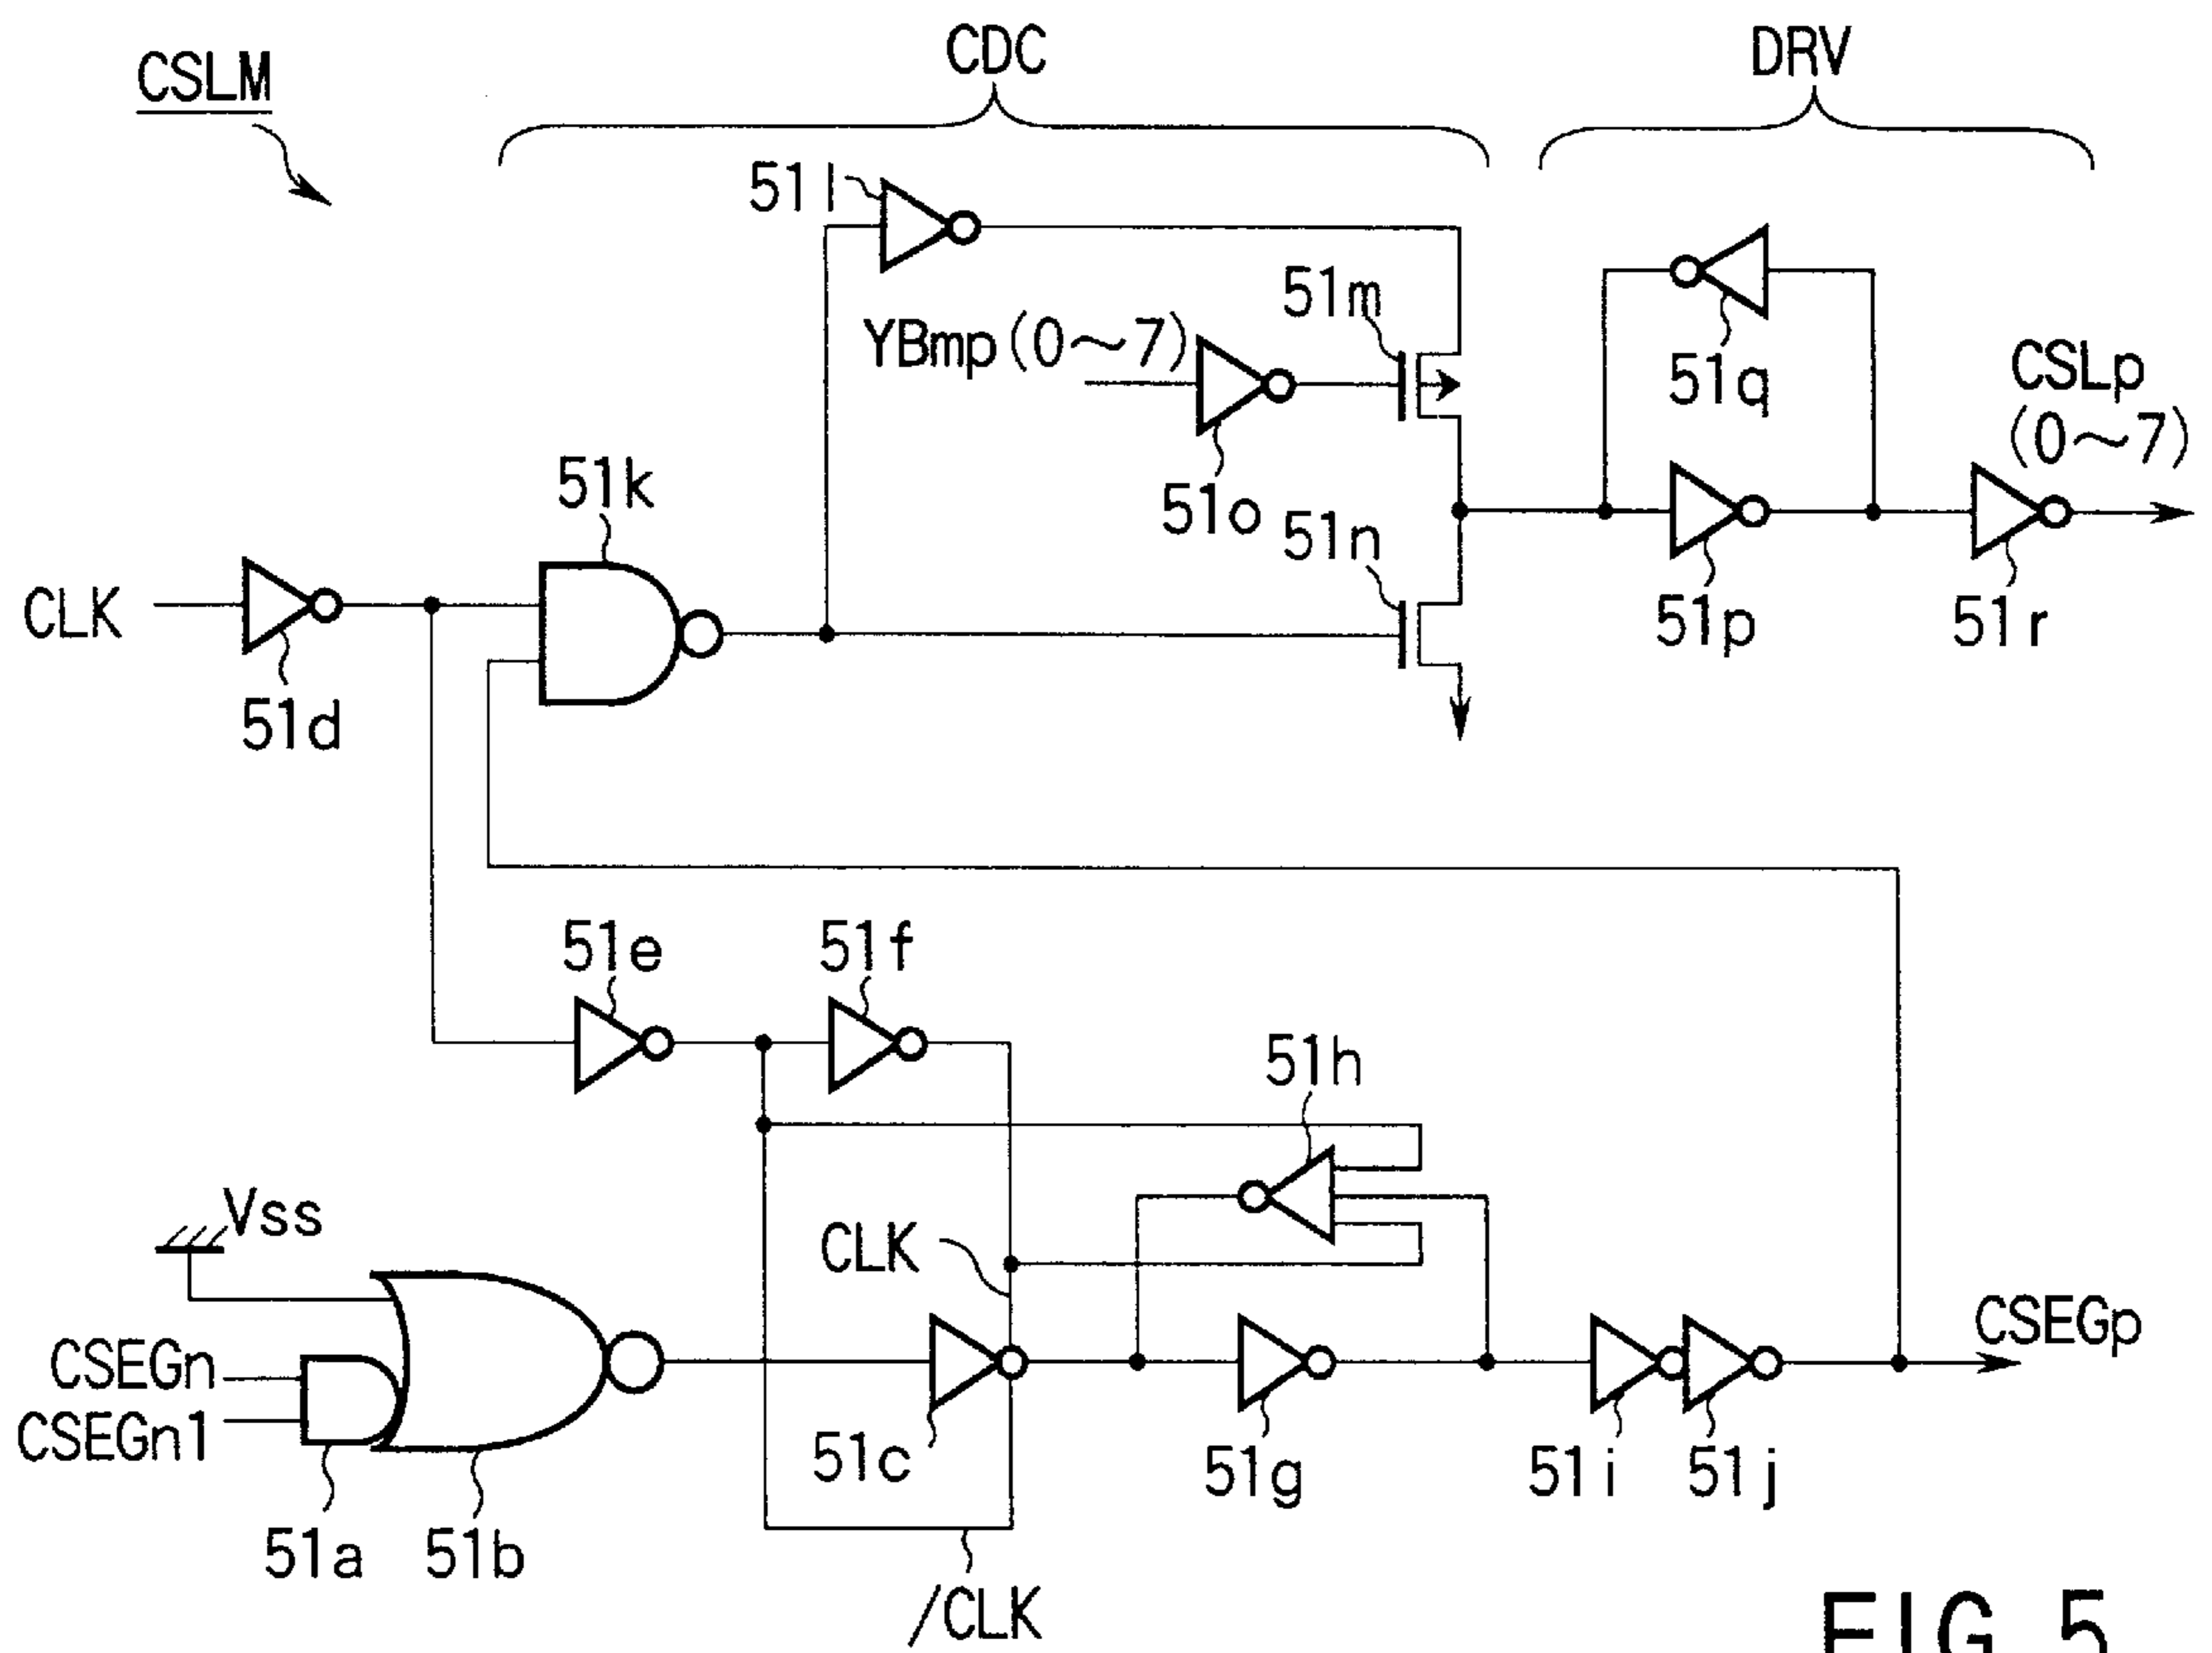 CSLM
CDC
DRV
51l
51m
YBmp(0～7)
51q
CSLp
(0～7)
51k
51o
51n
CLK
51d
51p
51r
51e
51f
51h
Vss
CLK
CSEGp
CSEGn
CSEGn1
51c
51g
51i
51j
51a
51b
/CLK
FIG. 5